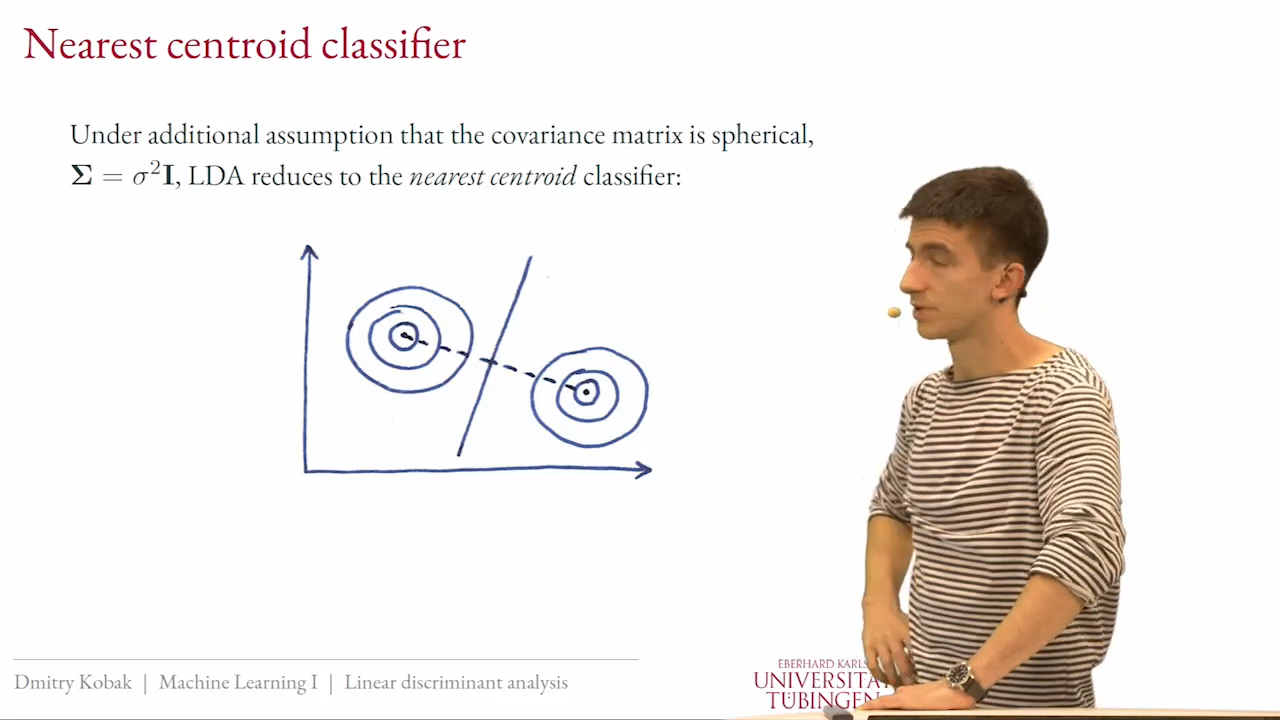 Nearest centroid classifier
Under additional assumption that the covariance matrix is spherical,
Σ = σ²I, LDA reduces to the nearest centroid classifier:
Dmitry Kobak | Machine Learning I | Linear discriminant analysis
EBERHARD KARLS
UNIVERSITÄT
TÜBINGEN